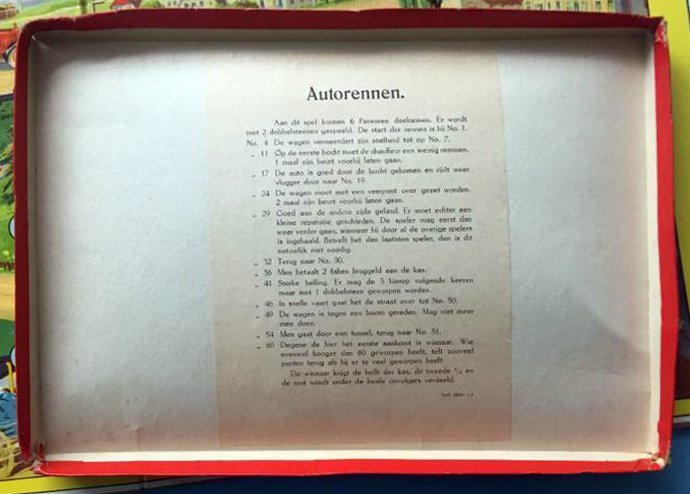 Autorennen.
Aan dit spel kunnen 6 Personen deelnemen. Er wordt
met 2 dobbelsteenen gespeeld. De start der rennen is bij No. 1.
No. 4 De wagen vermeerdert zijn snelheid tot op No. 7.
„ 11 Op de eerste bocht moet de chauffeur een weinig remmen,
1 maal zijn beurt voorbij laten gaan.
„ 17 De auto is goed door de bocht gekomen en rijdt weer
vlugger door naar No. 19.
„ 24 De wagen moet met een veerpont over gezet worden.
2 maal zijn beurt voorbij laten gaan.
„ 29 Goed aan de andere zijde geland. Er moet echter een
kleine reparatie geschieden. De speler mag eerst dan
weer verder gaan, wanneer hij door al de overige spelers
is ingehaald. Betreft het den laatsten speler, dan is dit
natuurlijk niet noodig.
„ 32 Terug naar No. 30.
„ 36 Men betaalt 2 fishes bruggeld aan de kas.
„ 41 Sterke helling. Er mag de 3 hierop volgende keeren
maar met 1 dobbelsteen geworpen worden.
„ 46 In snelle vaart gaat het de straat over tot No. 50.
„ 49 De wagen is tegen een boom gereden. Mag niet meer
mee doen.
„ 54 Men gaat door een tunnel, terug naar No. 51.
„ 60 Degene die hier het eerste aankomt is winnaar. Wie
evenwel hooger dan 60 geworpen heeft, telt zooveel
punten terug als hij er te veel geworpen heeft.
De winnaar krijgt de helft der kas, de tweede ¼ en
de rest wordt onder de beide opvolgers verdeeld.